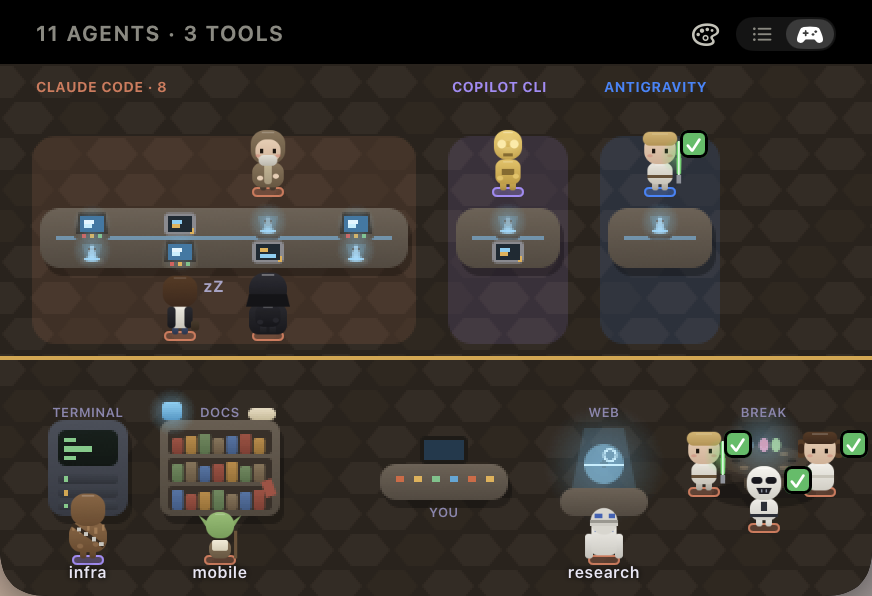 11 AGENTS · 3 TOOLS
CLAUDE CODE · 8
COPILOT CLI
ANTIGRAVITY
zZ
TERMINAL
DOCS
WEB
BREAK
YOU
infra
mobile
research